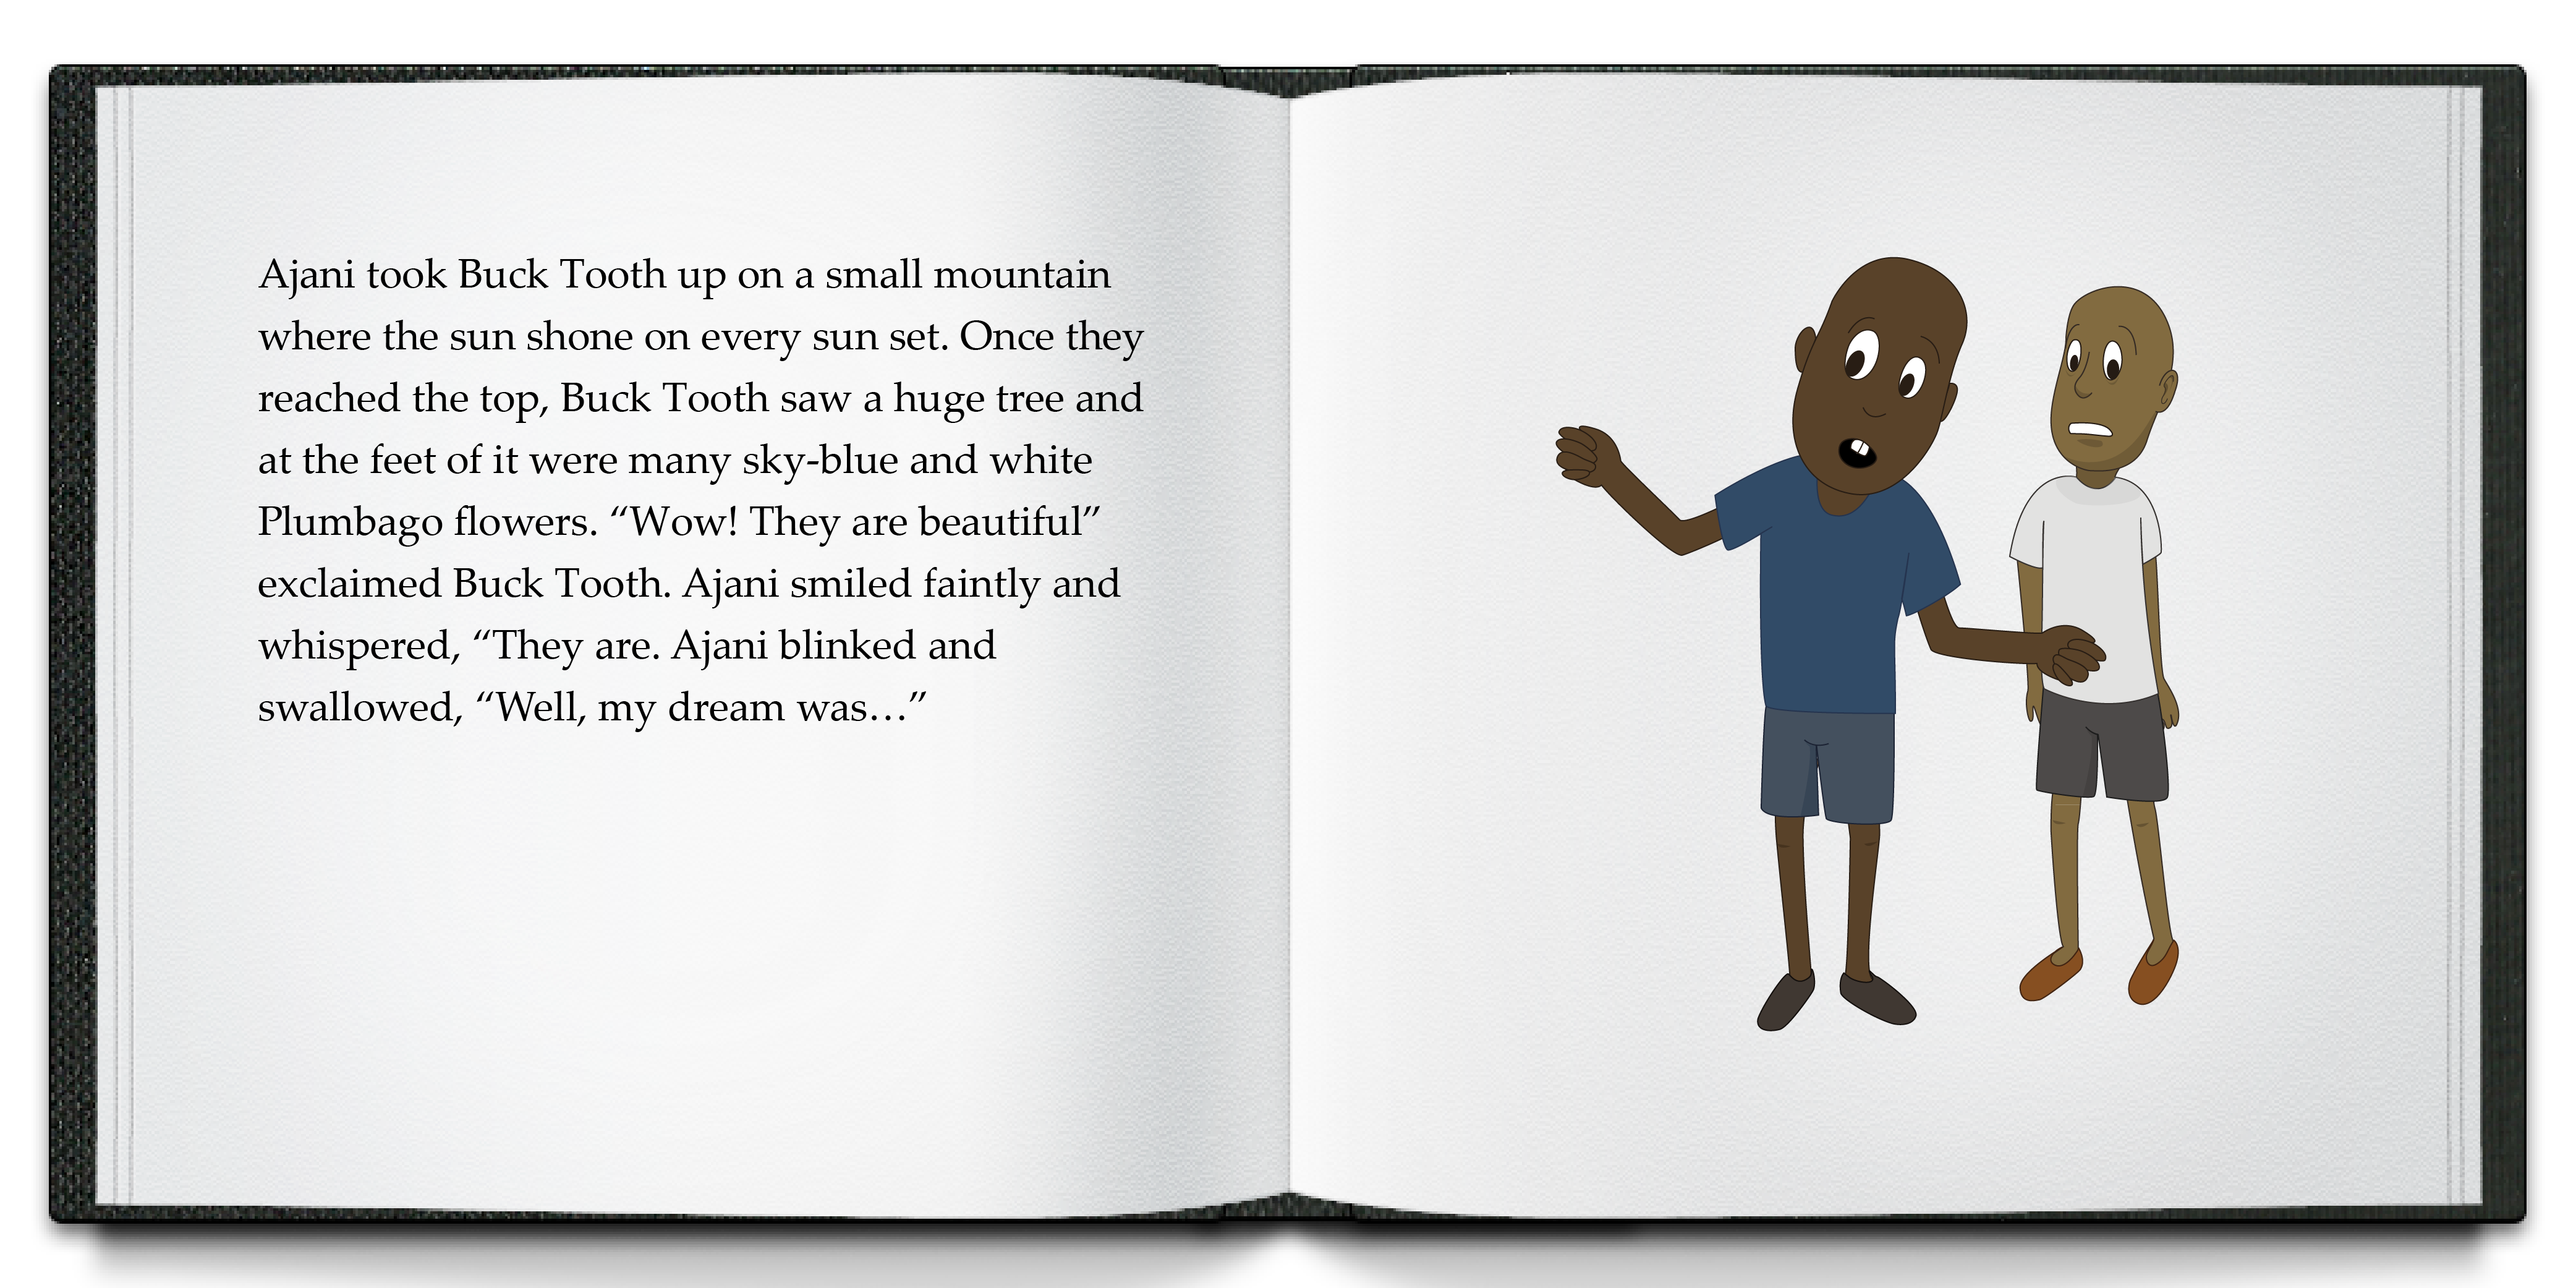 Ajani took Buck Tooth up on a small mountain
where the sun shone on every sun set. Once they
reached the top, Buck Tooth saw a huge tree and
at the feet of it were many sky-blue and white
Plumbago flowers. “Wow! They are beautiful”
exclaimed Buck Tooth. Ajani smiled faintly and
whispered, “They are. Ajani blinked and
swallowed, “Well, my dream was…”